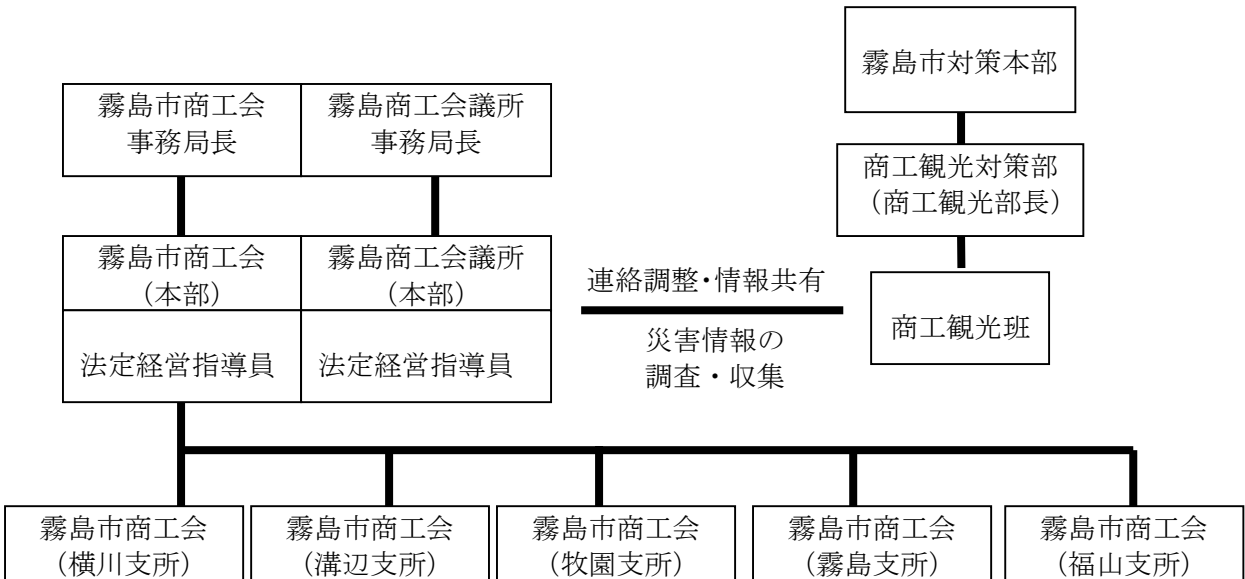 霧島市対策本部
霧島市商工会
事務局長
霧島商工会議所
事務局長
商工観光対策部
（商工観光部長）
霧島市商工会
（本部）
霧島商工会議所
（本部）
連絡調整・情報共有
災害情報の
調査・収集
商工観光班
法定経営指導員
法定経営指導員
霧島市商工会
（横川支所）
霧島市商工会
（溝辺支所）
霧島市商工会
（牧園支所）
霧島市商工会
（霧島支所）
霧島市商工会
（福山支所）